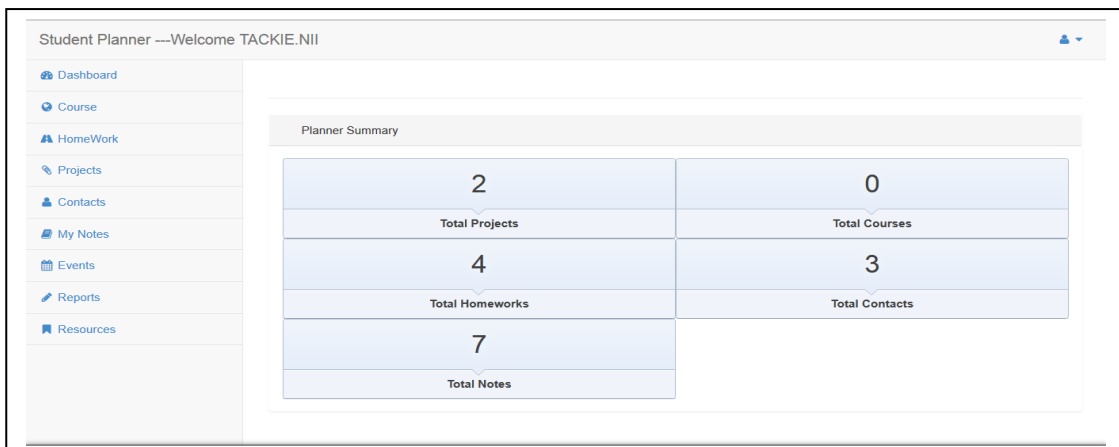 Student Planner ---Welcome TACKIE.NII
Dashboard
Course
HomeWork
Projects
Contacts
My Notes
Events
Reports
Resources
Planner Summary
2
Total Projects
0
Total Courses
4
Total Homeworks
3
Total Contacts
7
Total Notes